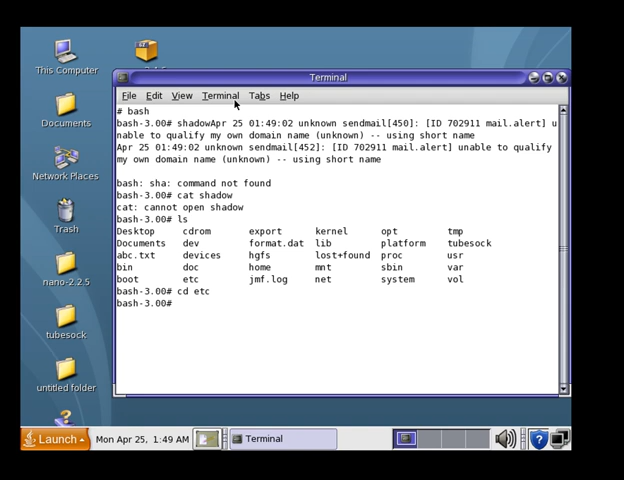 This Computer
Documents
Network Places
Trash
nano-2.2.5
tubesock
untitled folder
Terminal
File Edit View Terminal Tabs Help
# bash
bash-3.00# shadowApr 25 01:49:02 unknown sendmail[450]: [ID 702911 mail.alert] u
nable to qualify my own domain name (unknown) -- using short name
Apr 25 01:49:02 unknown sendmail[452]: [ID 702911 mail.alert] unable to qualify
my own domain name (unknown) -- using short name
bash: sha: command not found
bash-3.00# cat shadow
cat: cannot open shadow
bash-3.00# ls
Desktop cdrom export kernel opt tmp
Documents dev format.dat lib platform tubesock
abc.txt devices hgfs lost+found proc usr
bin doc home mnt sbin var
boot etc jmf.log net system vol
bash-3.00# cd etc
bash-3.00#
Launch Mon Apr 25, 1:49 AM Terminal